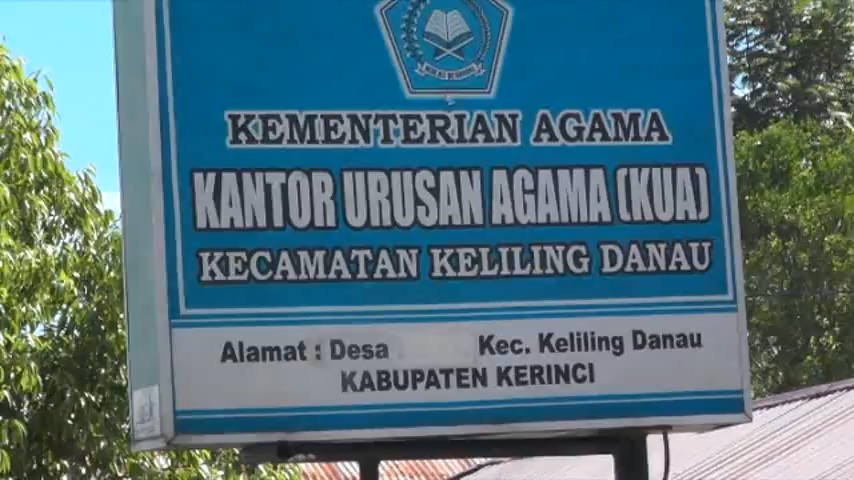 KEMENTERIAN AGAMA
KANTOR URUSAN AGAMA (KUA)
KECAMATAN KELILING DANAU
Alamat : Desa Kec. Keliling Danau
KABUPATEN KERINCI